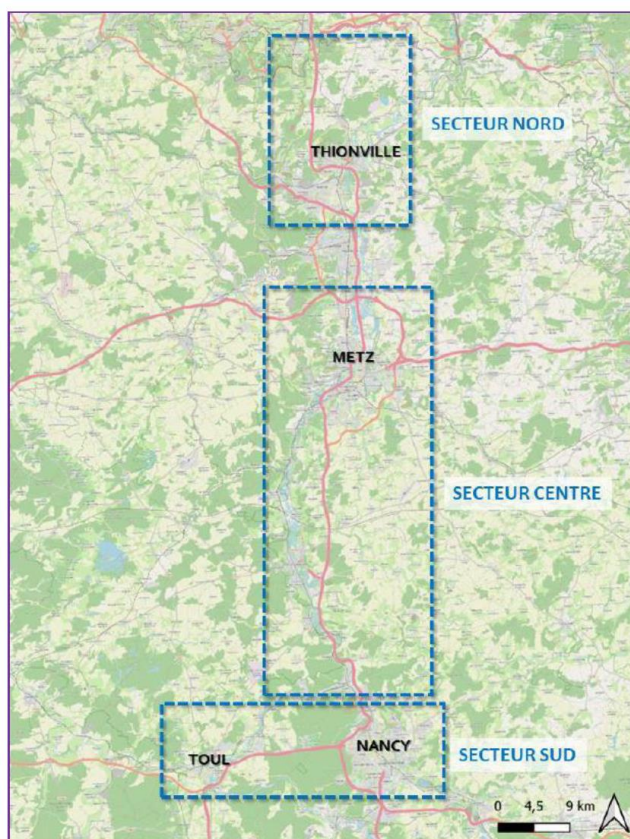 SECTEUR NORD
THIONVILLE
METZ
SECTEUR CENTRE
NANCY
TOUL
SECTEUR SUD
0 4,5 9 km